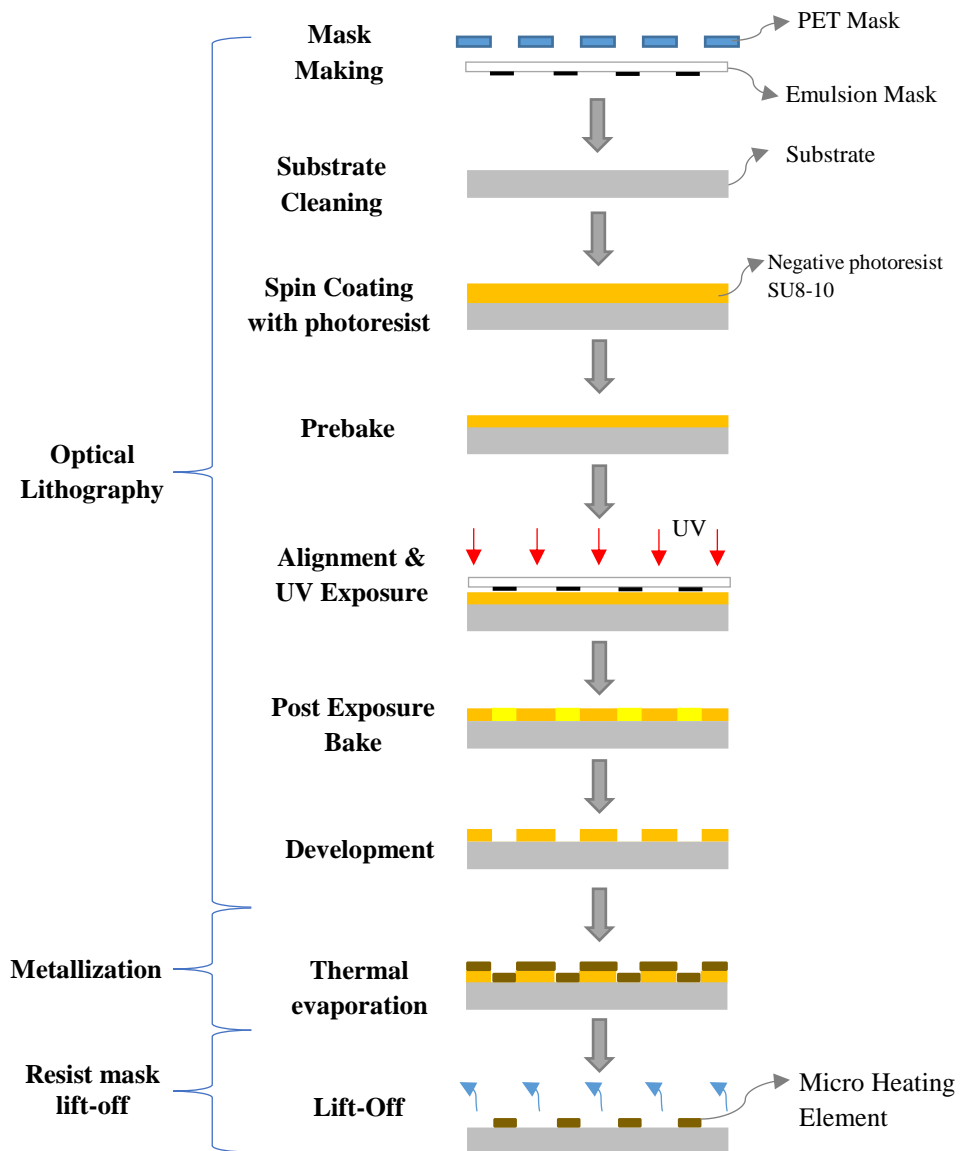 Mask
Making
PET Mask
Emulsion Mask
Substrate
Cleaning
Substrate
Spin Coating
with photoresist
Negative photoresist
SU8-10
Prebake
Optical
Lithography
Alignment &
UV Exposure
UV
Post Exposure
Bake
Development
Metallization
Thermal
evaporation
Resist mask
lift-off
Lift-Off
Micro Heating
Element